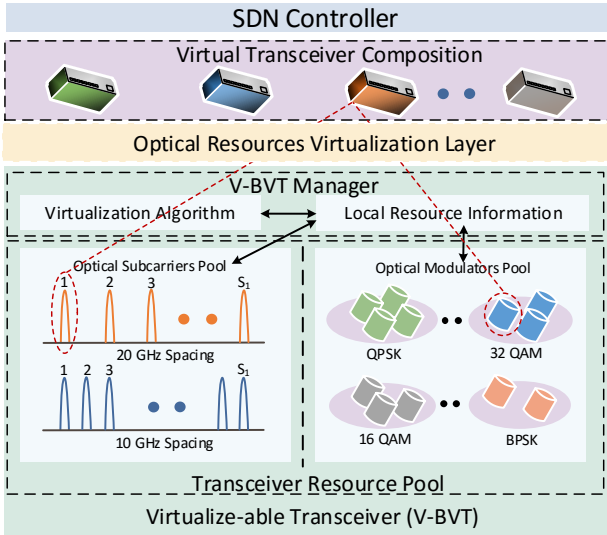 SDN Controller
Virtual Transceiver Composition
Optical Resources Virtualization Layer
V-BVT Manager
Virtualization Algorithm
Local Resource Information
Optical Subcarriers Pool
1 2 3 S1
20 GHz Spacing
1 2 3 S1
10 GHz Spacing
Optical Modulators Pool
QPSK
32 QAM
16 QAM
BPSK
Transceiver Resource Pool
Virtualize-able Transceiver (V-BVT)